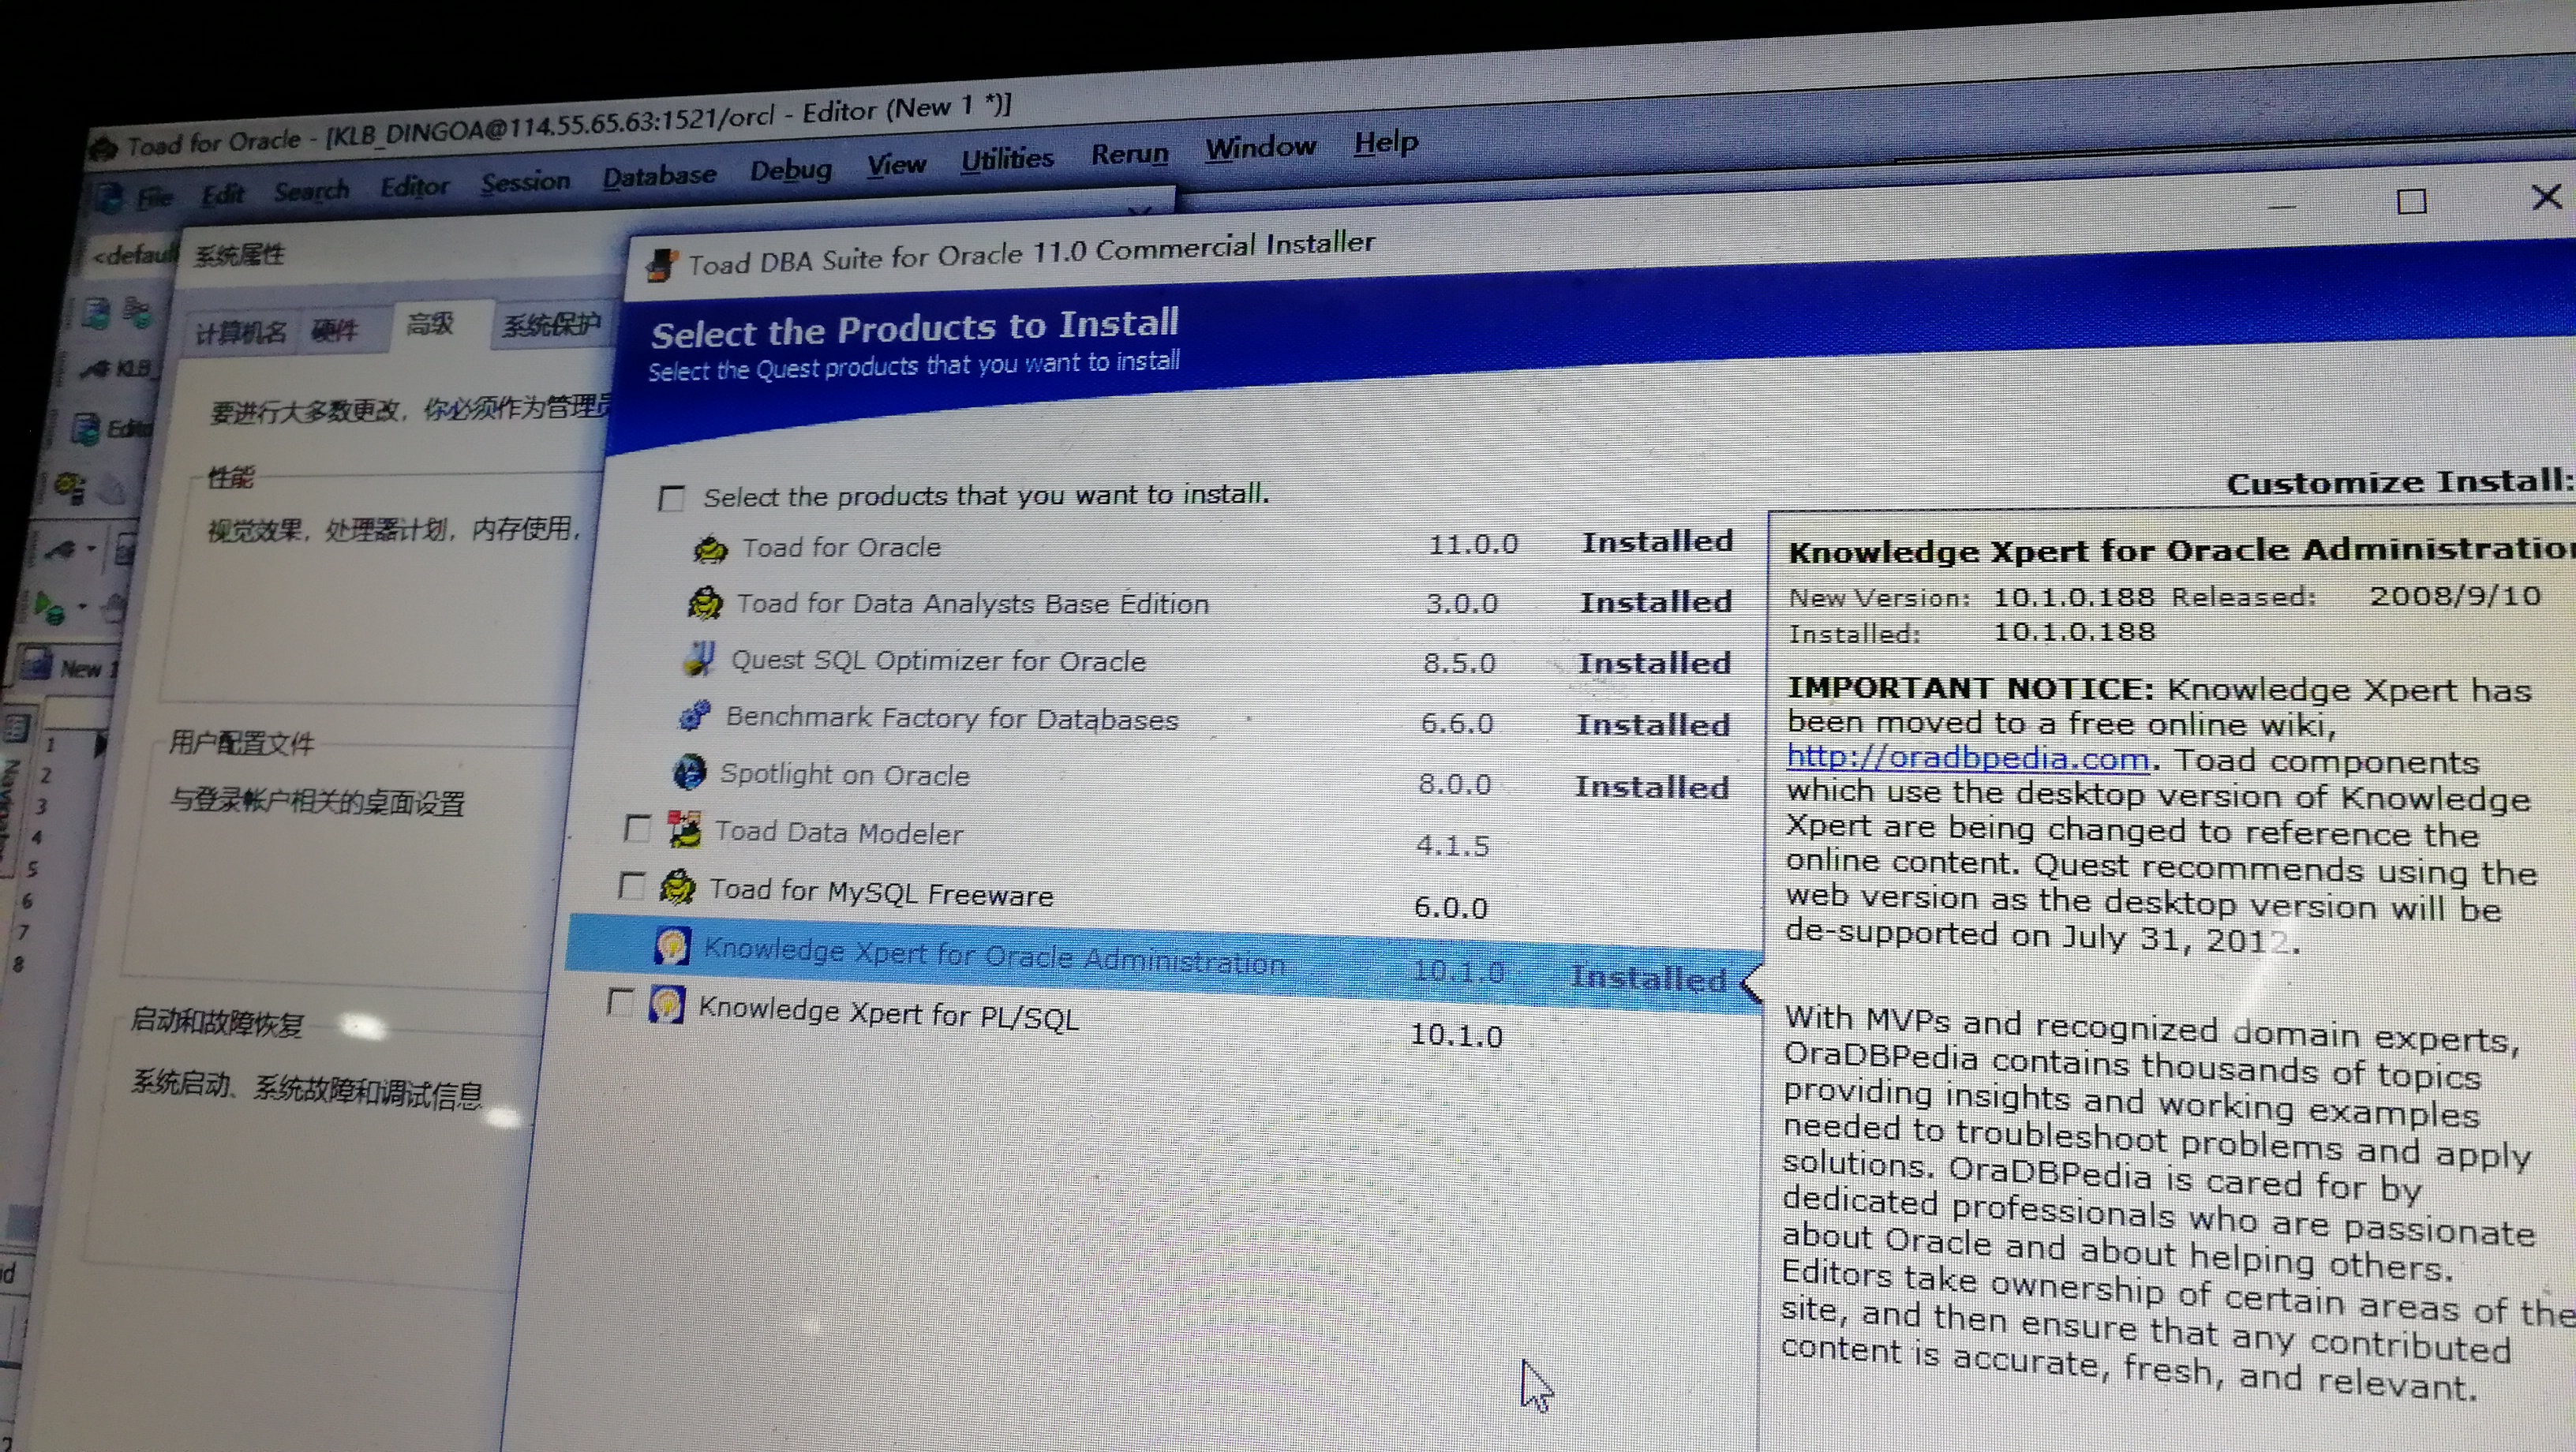 Toad for Oracle - [KLB_DINGOA@114.55.65.63:1521/orcl - Editor (New 1 *)]
File Edit Search Editor Session Database Debug View Utilities Rerun Window Help
系统属性
计算机名 硬件 高级 系统保护
KLB_
要进行大多数更改，你必须作为管理员
性能
视觉效果，处理器计划，内存使用，
New 1
用户配置文件
与登录帐户相关的桌面设置
1
2
3
4
5
6
7
8
启动和故障恢复
系统启动、系统故障和调试信息
Toad DBA Suite for Oracle 11.0 Commercial Installer
Select the Products to Install
Select the Quest products that you want to install
Select the products that you want to install.
Toad for Oracle 11.0.0 Installed
Toad for Data Analysts Base Edition 3.0.0 Installed
Quest SQL Optimizer for Oracle 8.5.0 Installed
Benchmark Factory for Databases 6.6.0 Installed
Spotlight on Oracle 8.0.0 Installed
Toad Data Modeler 4.1.5
Toad for MySQL Freeware 6.0.0
Knowledge Xpert for Oracle Administration 10.1.0 Installed
Knowledge Xpert for PL/SQL 10.1.0
Customize Install:
Knowledge Xpert for Oracle Administration
New Version: 10.1.0.188 Released: 2008/9/10
Installed: 10.1.0.188
IMPORTANT NOTICE: Knowledge Xpert has
been moved to a free online wiki,
http://oradbpedia.com. Toad components
which use the desktop version of Knowledge
Xpert are being changed to reference the
online content. Quest recommends using the
web version as the desktop version will be
de-supported on July 31, 2012.
With MVPs and recognized domain experts,
OraDBPedia contains thousands of topics
providing insights and working examples
needed to troubleshoot problems and apply
solutions. OraDBPedia is cared for by
dedicated professionals who are passionate
about Oracle and about helping others.
Editors take ownership of certain areas of the
site, and then ensure that any contributed
content is accurate, fresh, and relevant.